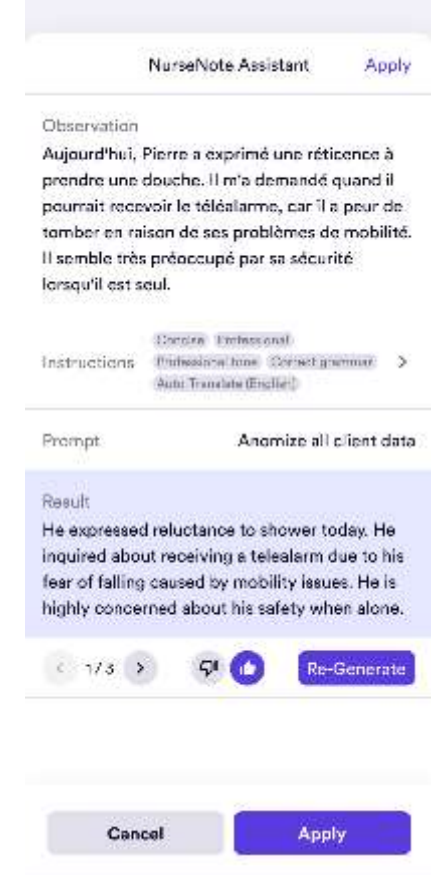 NurseNote Assistant Apply
Observation
Aujourd'hui, Pierre a exprimé une réticence à
prendre une douche. Il m'a demandé quand il
pourrait recevoir le téléalarme, car il a peur de
tomber en raison de ses problèmes de mobilité.
Il semble très préoccupé par sa sécurité
lorsqu'il est seul.
Concise Professional
Instructions Professional tone Correct grammar >
Auto Translate (English)
Prompt Anomize all client data
Result
He expressed reluctance to shower today. He
inquired about receiving a telealarm due to his
fear of falling caused by mobility issues. He is
highly concerned about his safety when alone.
< 1/3 > Re-Generate
Cancel Apply